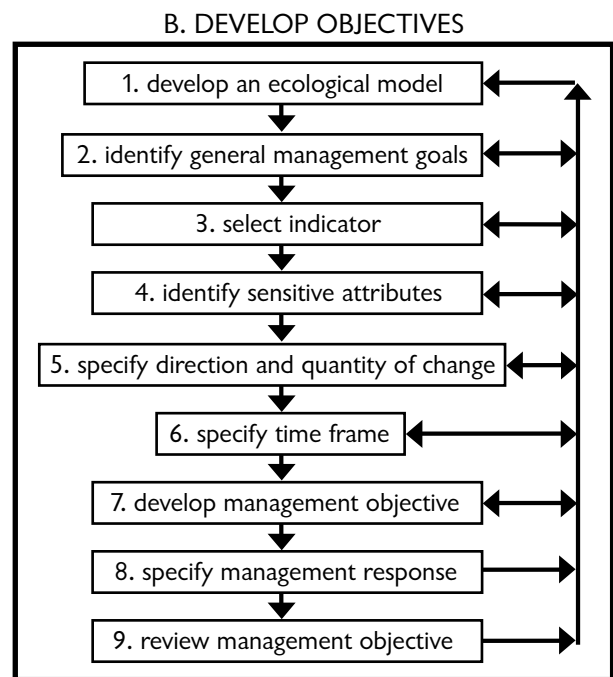 B. DEVELOP OBJECTIVES
1. develop an ecological model
2. identify general management goals
3. select indicator
4. identify sensitive attributes
5. specify direction and quantity of change
6. specify time frame
7. develop management objective
8. specify management response
9. review management objective